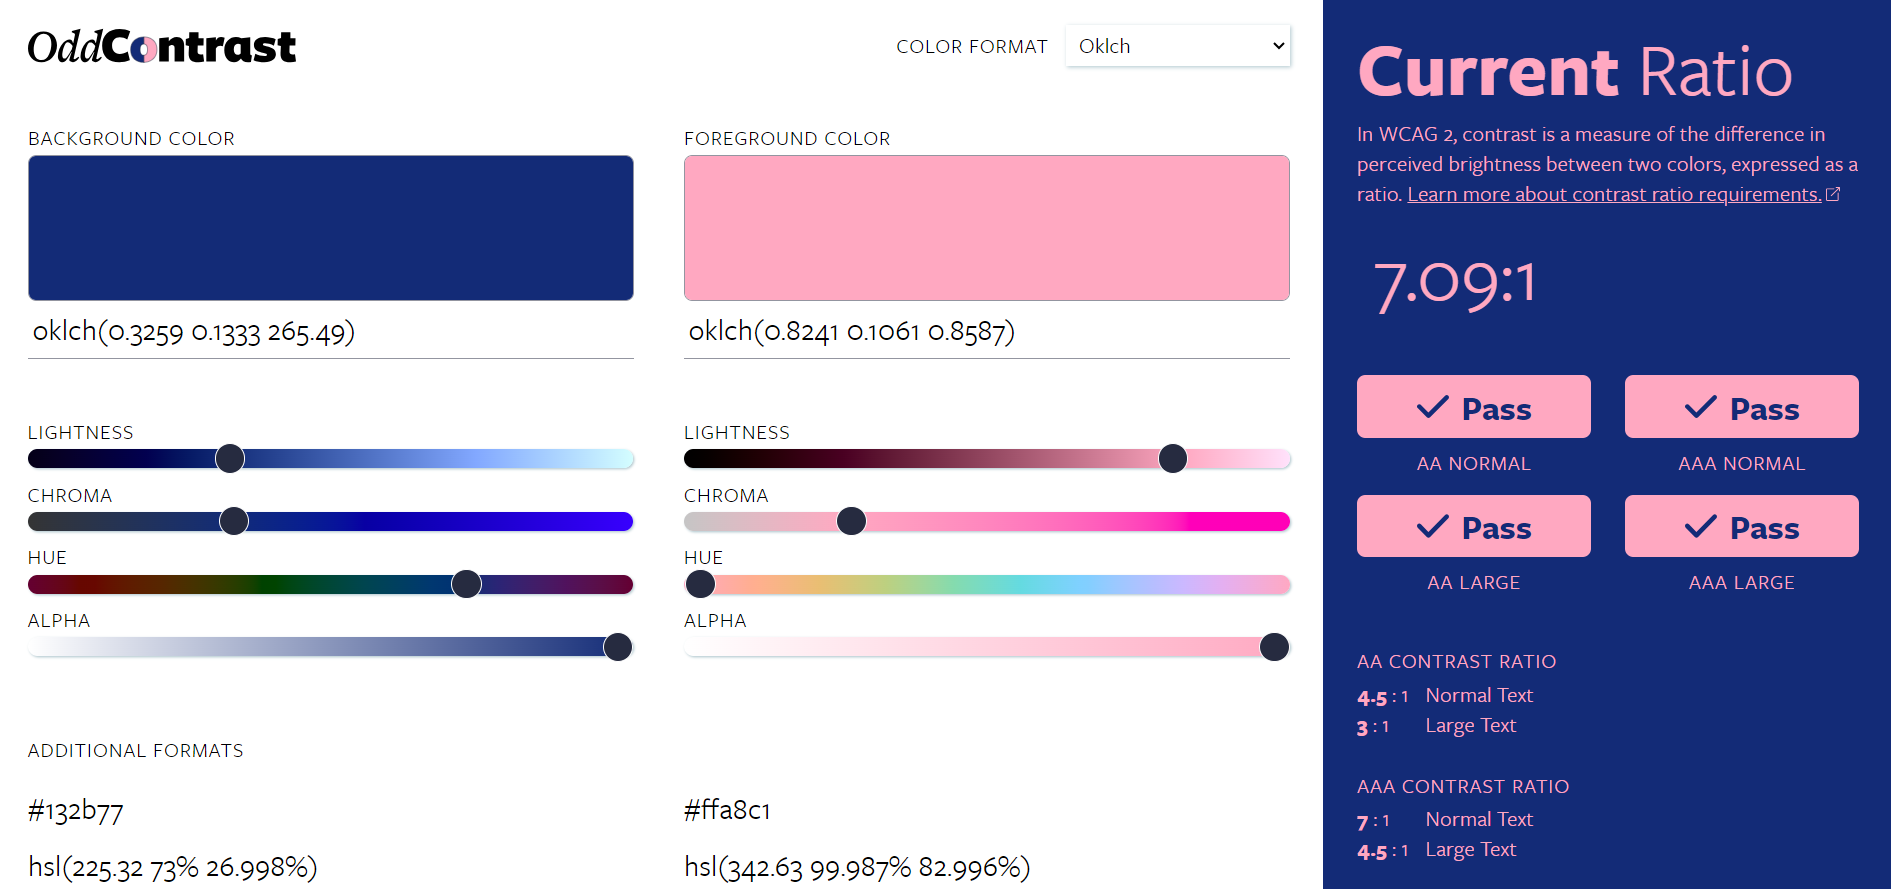 OddContrast
COLOR FORMAT
Oklch
BACKGROUND COLOR
oklch(0.3259 0.1333 265.49)
LIGHTNESS
CHROMA
HUE
ALPHA
ADDITIONAL FORMATS
#132b77
hsl(225.32 73% 26.998%)
FOREGROUND COLOR
oklch(0.8241 0.1061 0.8587)
LIGHTNESS
CHROMA
HUE
ALPHA
#ffa8c1
hsl(342.63 99.987% 82.996%)
Current Ratio
In WCAG 2, contrast is a measure of the difference in
perceived brightness between two colors, expressed as a
ratio. Learn more about contrast ratio requirements.
7.09:1
Pass
AA NORMAL
Pass
AAA NORMAL
Pass
AA LARGE
Pass
AAA LARGE
AA CONTRAST RATIO
4.5 : 1 Normal Text
3 : 1 Large Text
AAA CONTRAST RATIO
7 : 1 Normal Text
4.5 : 1 Large Text